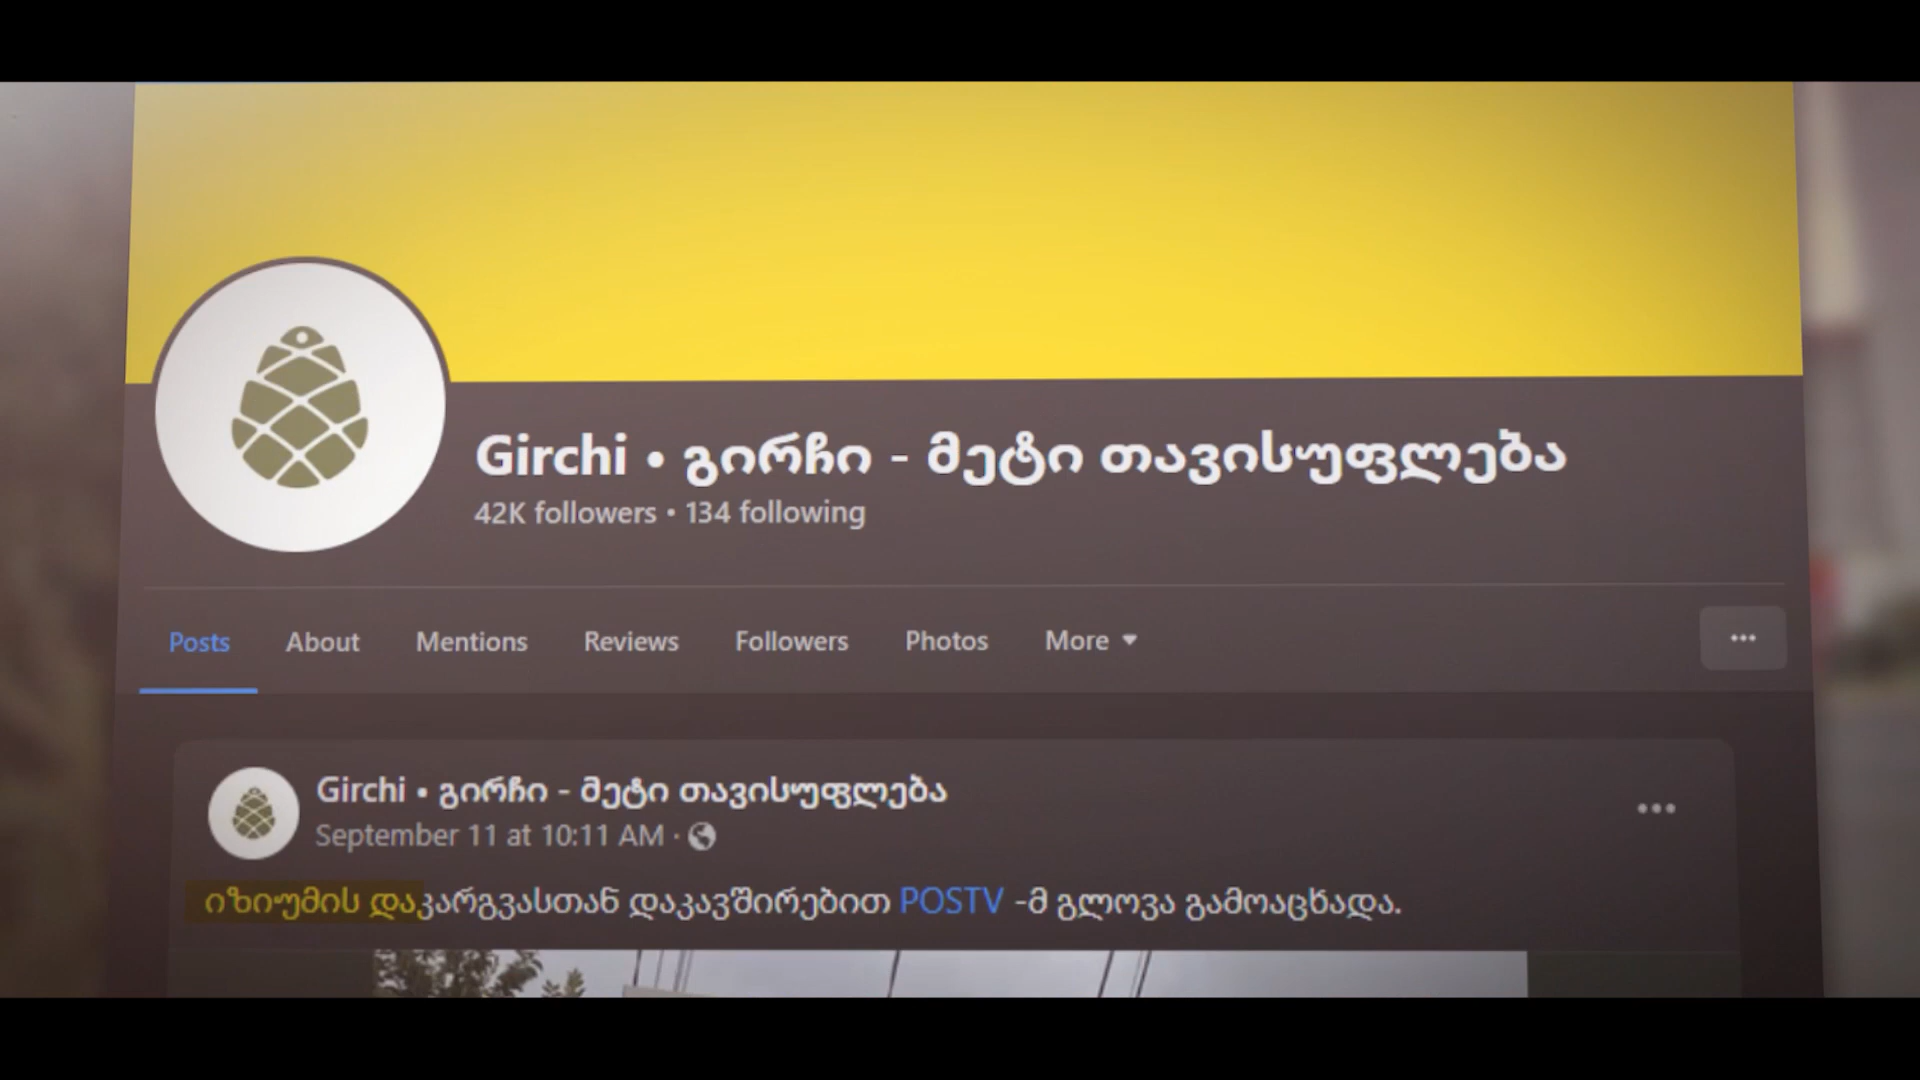 Girchi • გირჩი - მეტი თავისუფლება
42K followers • 134 following
Posts About Mentions Reviews Followers Photos More
Girchi • გირჩი - მეტი თავისუფლება
September 11 at 10:11 AM ·
იზიუმის დაკარგვასთან დაკავშირებით POSTV -მ გლოვა გამოაცხადა.